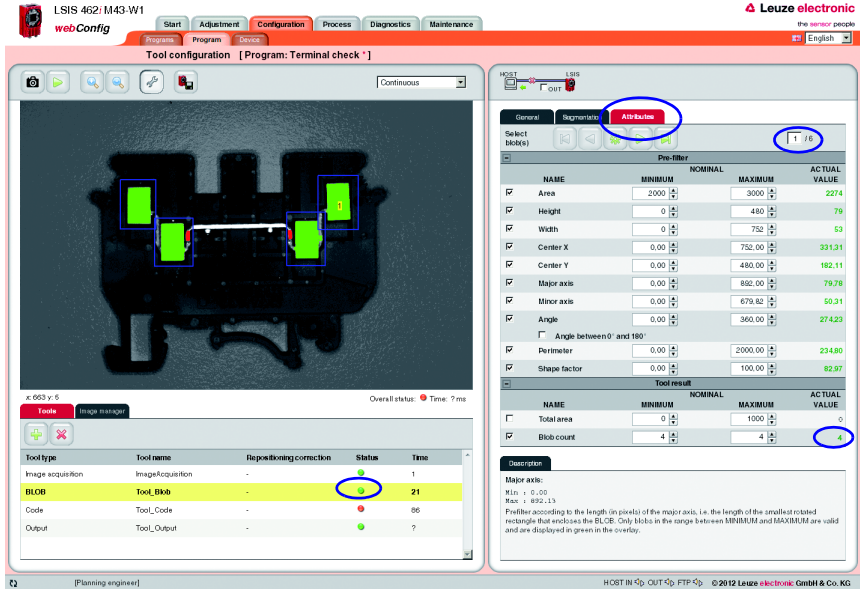 LSIS 462i M43-W1
webConfig
Start Adjustment Configuration Process Diagnostics Maintenance
Programs Program Device
Leuze electronic
the sensor people
English
Tool configuration [ Program: Terminal check * ]
Continuous
1
x: 663 y: 5
Overall status: Time: ? ms
Tools Image manager
Tool type Tool name Repositioning correction Status Time
Image acquisition ImageAcquisition - 1
BLOB Tool_Blob - 21
Code Tool_Code - 86
Output Tool_Output - ?
HOST LSIS
OUT
General Segmentatio Attributes
Select
blob(s)
1 / 6
Pre-filter
NOMINAL ACTUAL
NAME MINIMUM MAXIMUM VALUE
Area 2000 3000 2274
Height 0 480 79
Width 0 752 53
Center X 0,00 752,00 331,31
Center Y 0,00 480,00 182,11
Major axis 0,00 892,00 79,78
Minor axis 0,00 679,82 50,31
Angle 0,00 360,00 274,23
Angle between 0° and 180°
Perimeter 0,00 2000,00 234,80
Shape factor 0,00 100,00 82,97
Tool result
NOMINAL ACTUAL
NAME MINIMUM MAXIMUM VALUE
Total area 0 1000 0
Blob count 4 4 4
Description
Major axis:
Min : 0.00
Max : 892.13
Prefilter according to the length (in pixels) of the major axis, i.e. the length of the smallest rotated
rectangle that encloses the BLOB. Only blobs in the range between MINIMUM and MAXIMUM are valid
and are displayed in green in the overlay.
[Planning engineer]
HOST IN OUT FTP © 2012 Leuze electronic GmbH & Co. KG